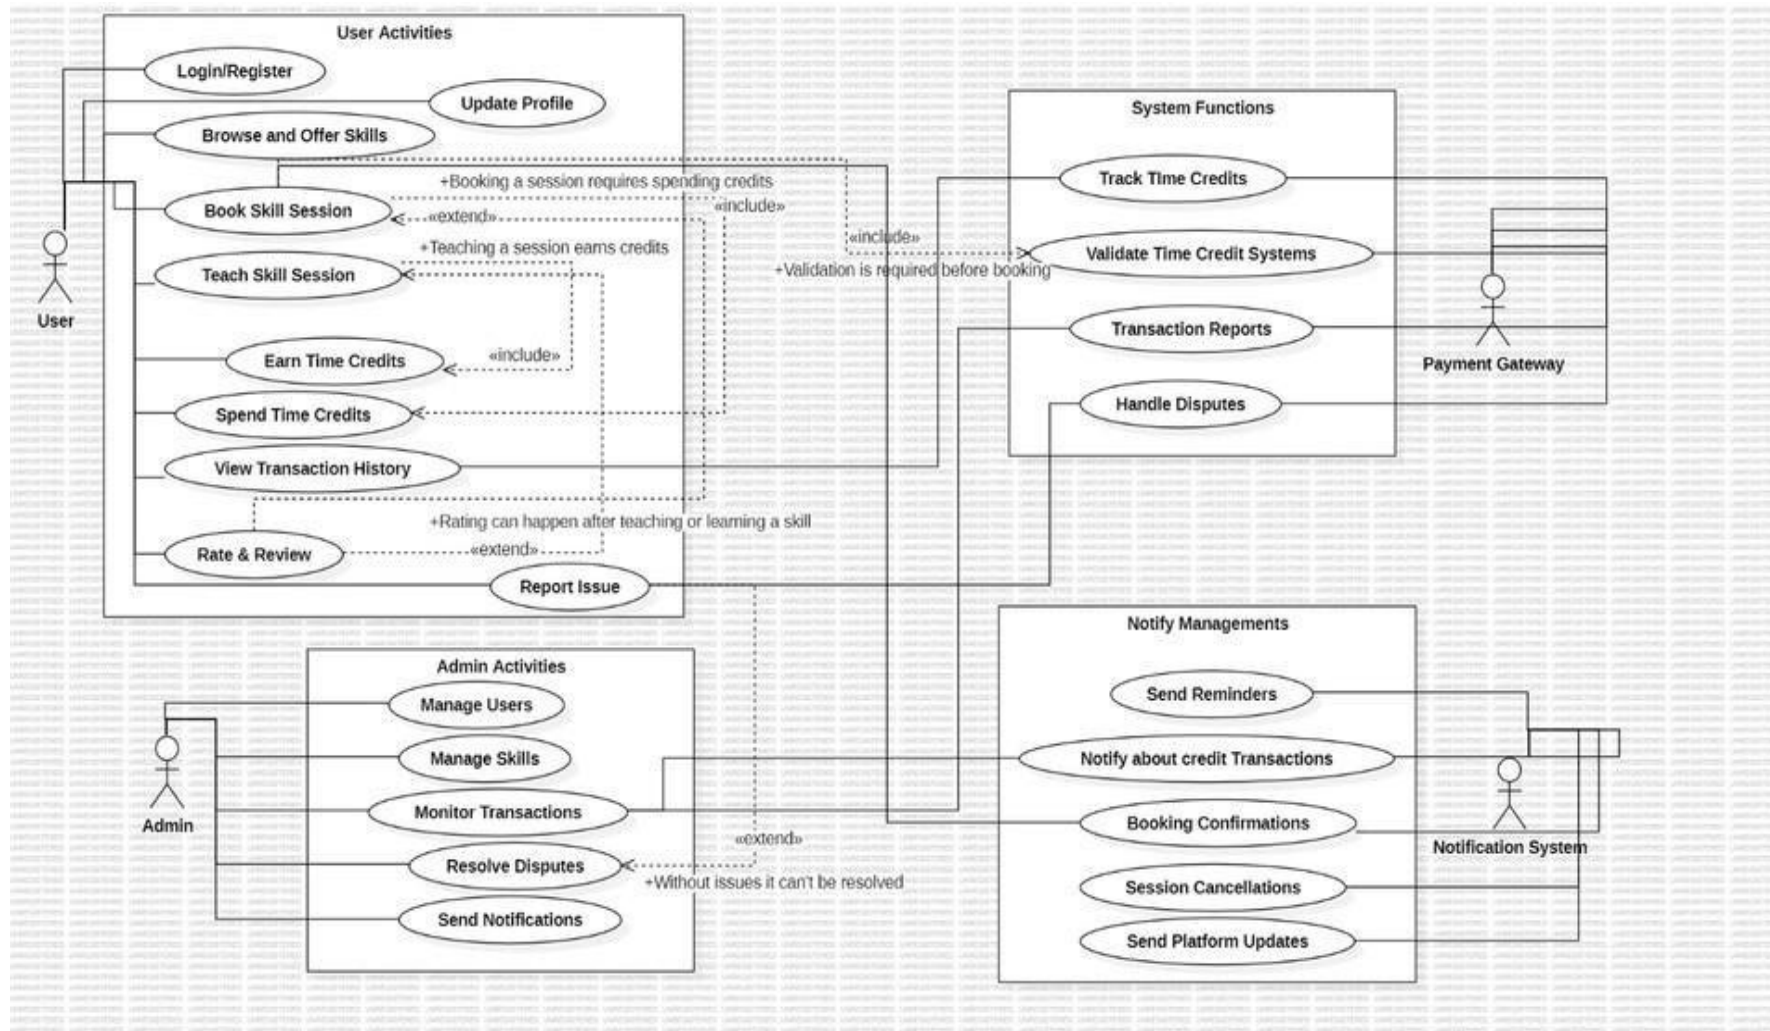 User Activities
Login/Register
Update Profile
Browse and Offer Skills
+Booking a session requires spending credits
«include»
Book Skill Session
«extend»
+Teaching a session earns credits
Teach Skill Session
Earn Time Credits
«include»
Spend Time Credits
View Transaction History
+Rating can happen after teaching or learning a skill
Rate & Review
«extend»
Report Issue
User
System Functions
Track TIme Credits
«include»
Validate Time Credit Systems
+Validation is required before booking
Transaction Reports
Handle Disputes
Payment Gateway
Admin Activities
Manage Users
Manage Skills
Monitor Transactions
«extend»
Resolve Disputes
+Without issues it can't be resolved
Send Notifications
Admin
Notify Managements
Send Reminders
Notify about credit Transactions
Booking Confirmations
Session Cancellations
Send Platform Updates
Notification System